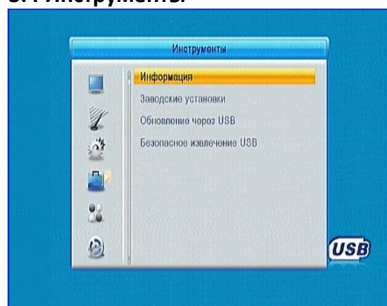 Инструменты
Информация
Заводские установки
Обновление через USB
Безопасное извлечение USB
USB